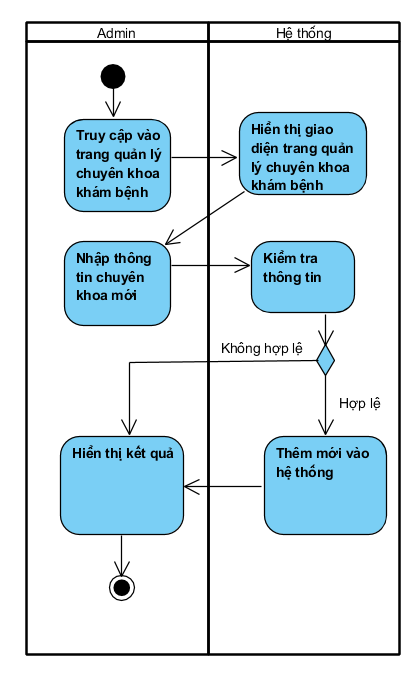 Admin
Hệ thống
Truy cập vào
trang quản lý
chuyên khoa
khám bệnh
Hiển thị giao
diện trang quản
lý chuyên khoa
khám bệnh
Nhập thông
tin chuyên
khoa mới
Kiểm tra
thông tin
Không hợp lệ
Hợp lệ
Hiển thị kết quả
Thêm mới vào
hệ thống